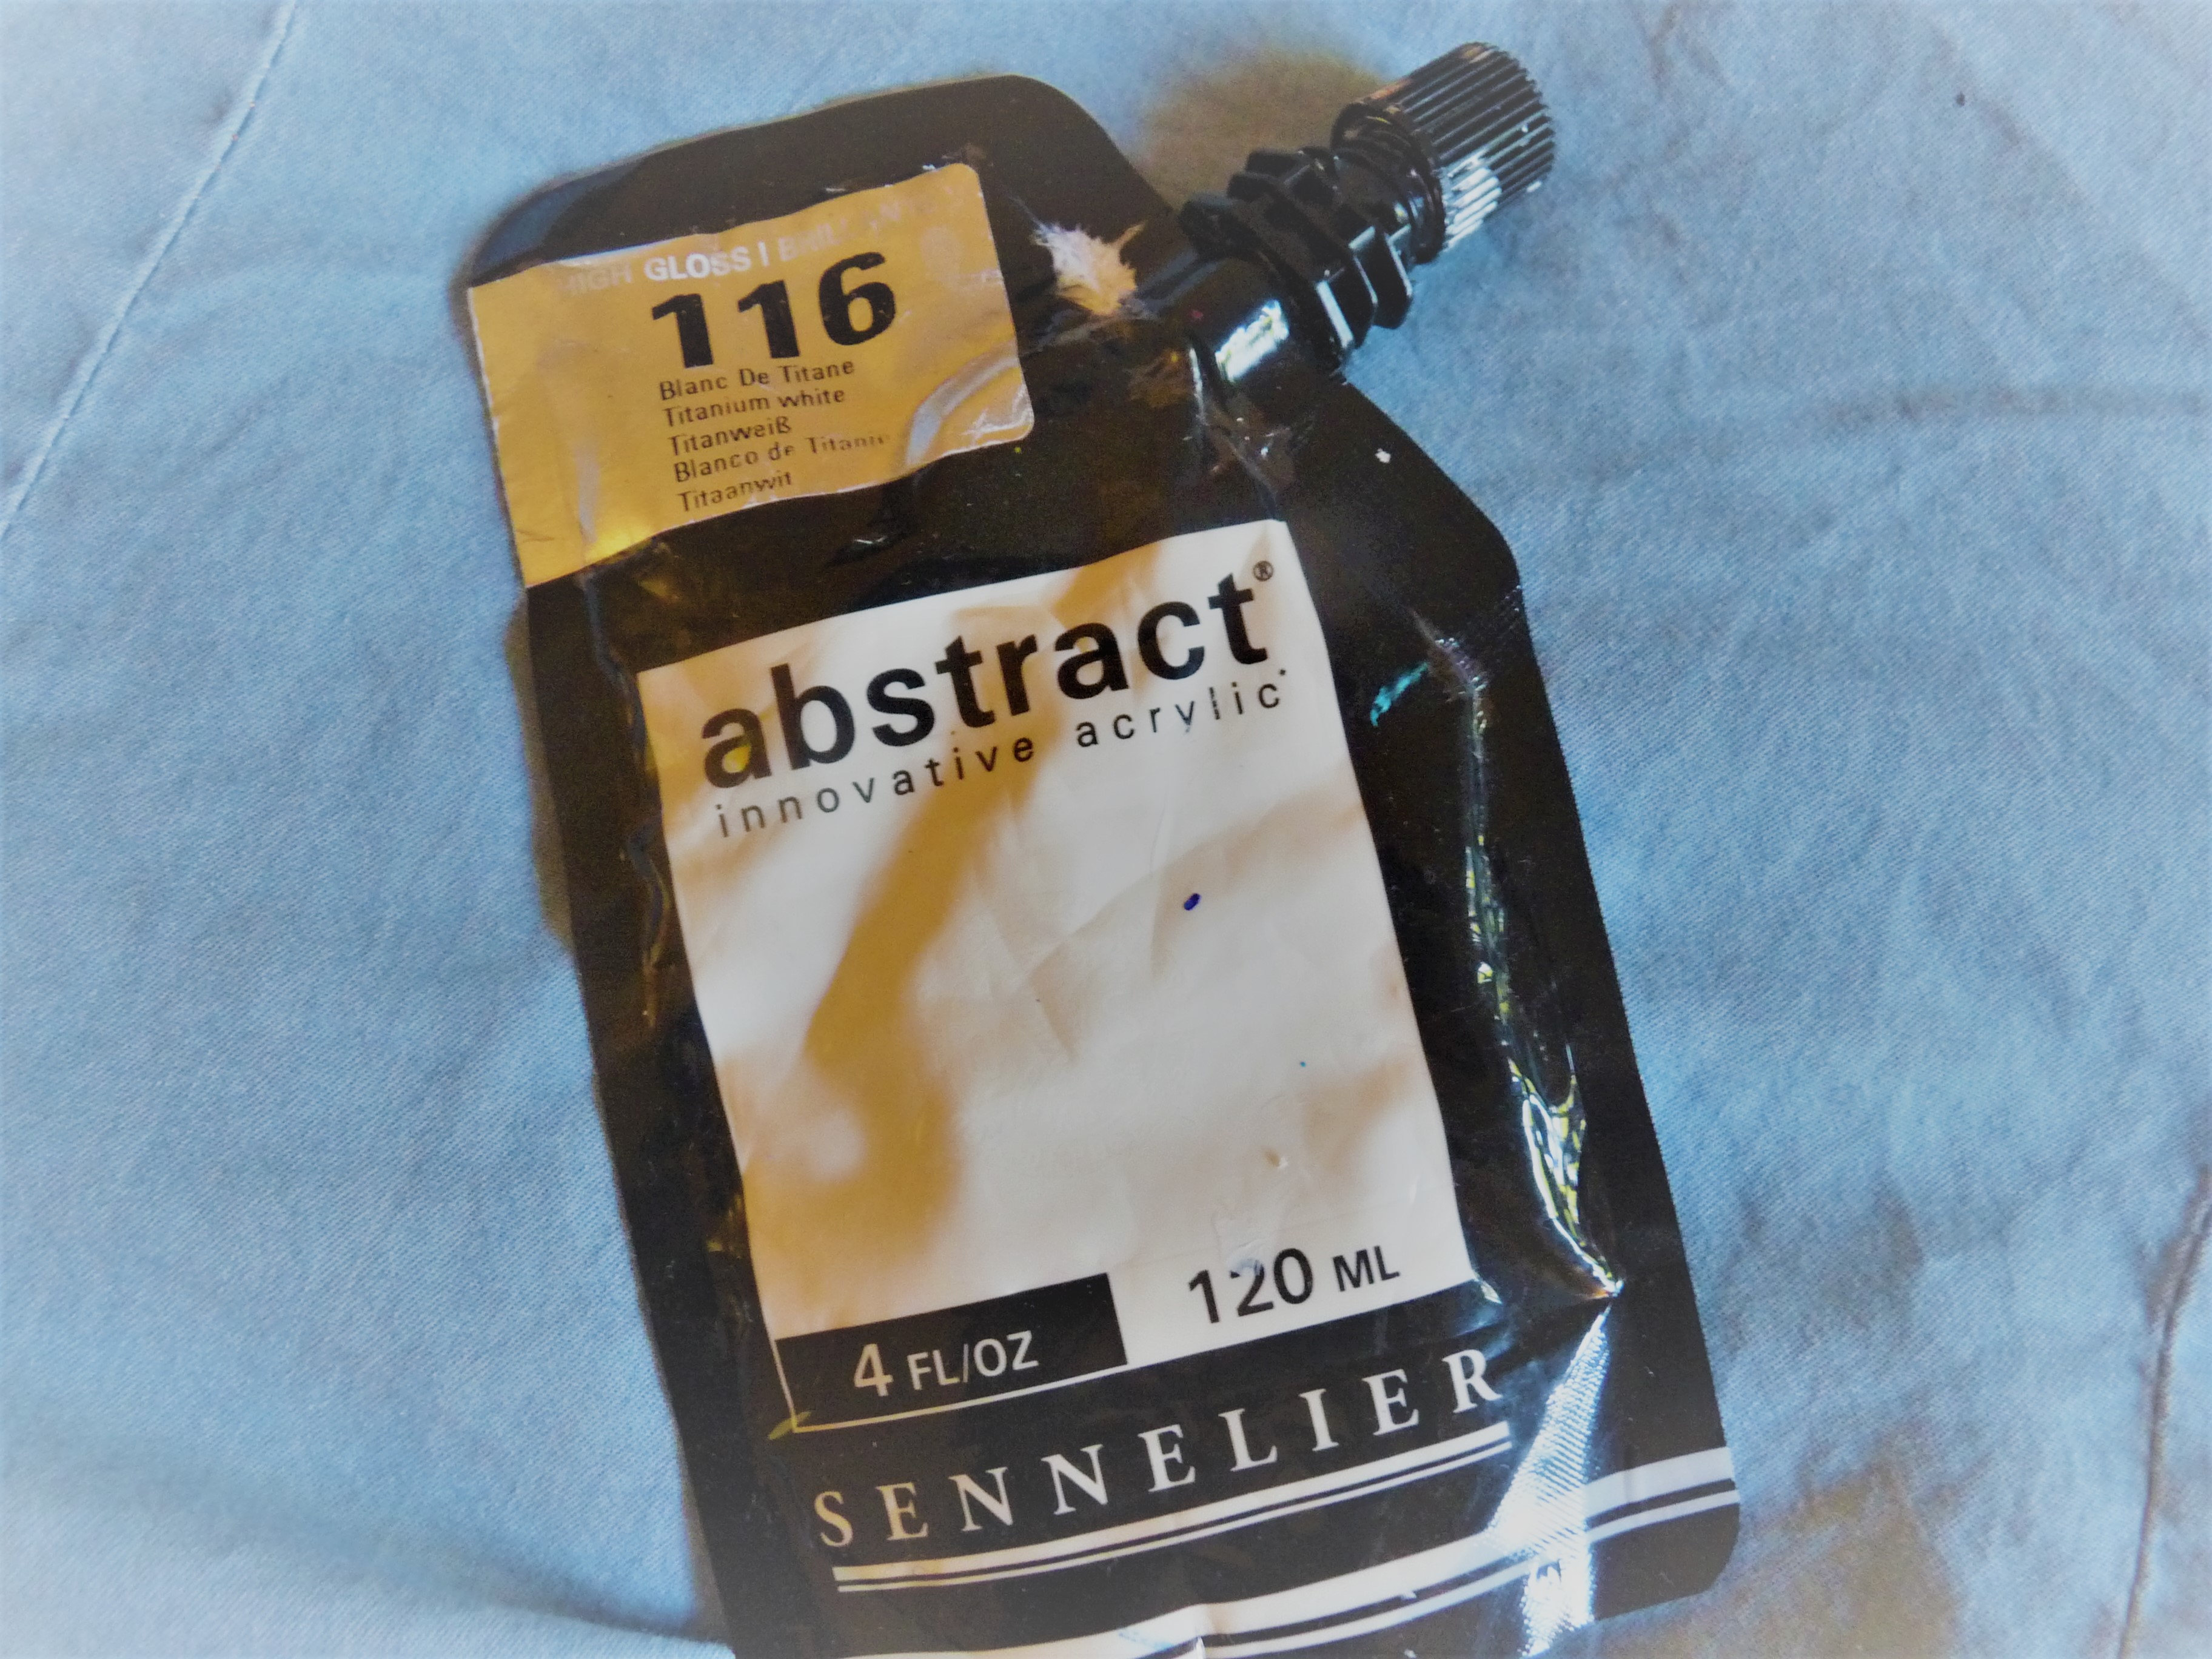 HIGH GLOSS |
116
Blanc De Titane
Titanium white
Titanweiß
Blanco de Titanio
Titaanwit
abstract®
innovative acrylic
4 FL/OZ
120 ML
SENNELIER